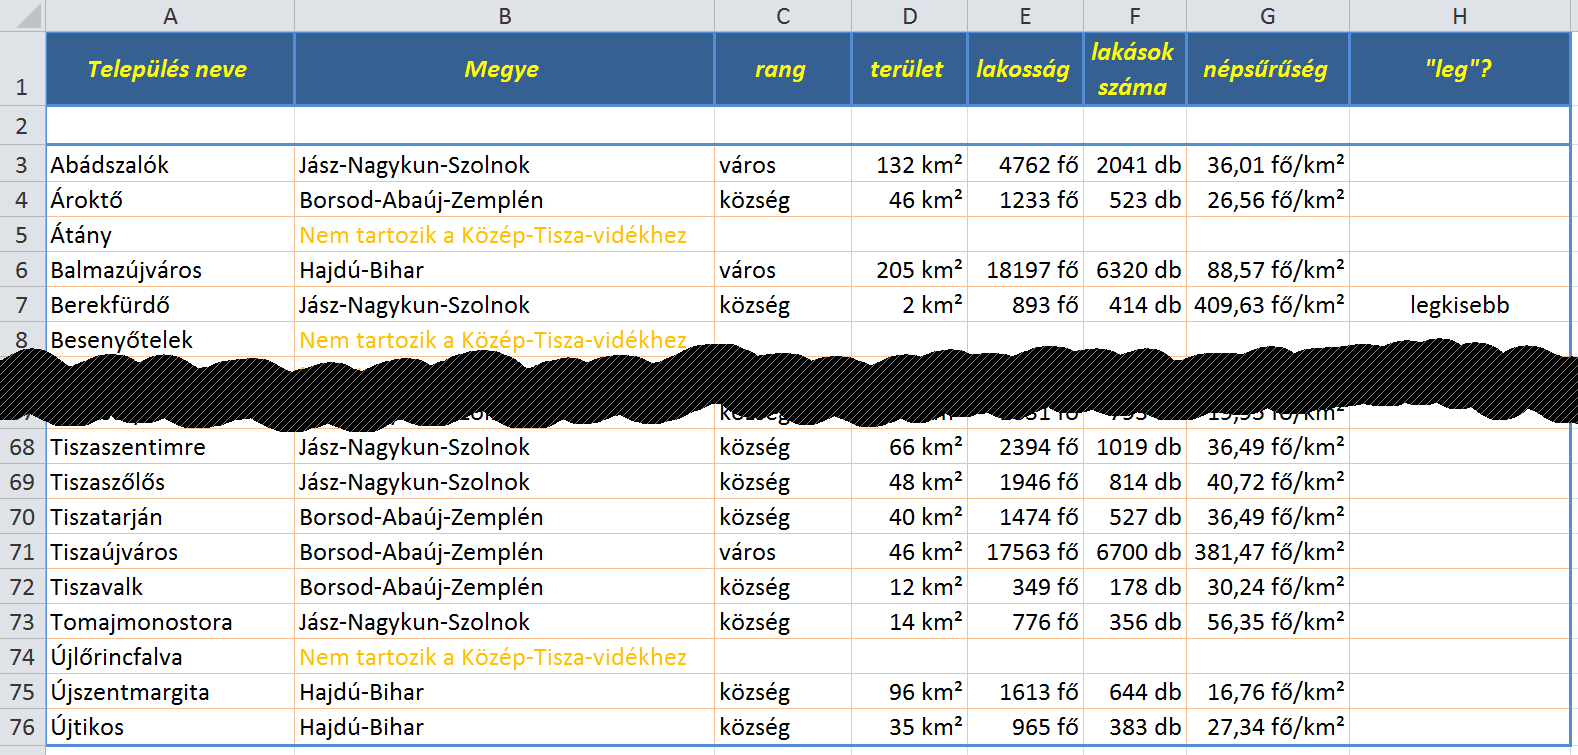 A B C D E F G H
1 Település neve Megye rang terület lakosság lakások száma népsűrűség "leg"?
2
3 Abádszalók Jász-Nagykun-Szolnok város 132 km² 4762 fő 2041 db 36,01 fő/km²
4 Ároktő Borsod-Abaúj-Zemplén község 46 km² 1233 fő 523 db 26,56 fő/km²
5 Átány Nem tartozik a Közép-Tisza-vidékhez
6 Balmazújváros Hajdú-Bihar város 205 km² 18197 fő 6320 db 88,57 fő/km²
7 Berekfürdő Jász-Nagykun-Szolnok község 2 km² 893 fő 414 db 409,63 fő/km² legkisebb
8 Besenyőtelek Nem tartozik a Közép-Tisza-vidékhez
68 Tiszaszentimre Jász-Nagykun-Szolnok község 66 km² 2394 fő 1019 db 36,49 fő/km²
69 Tiszaszőlős Jász-Nagykun-Szolnok község 48 km² 1946 fő 814 db 40,72 fő/km²
70 Tiszatarján Borsod-Abaúj-Zemplén község 40 km² 1474 fő 527 db 36,49 fő/km²
71 Tiszaújváros Borsod-Abaúj-Zemplén város 46 km² 17563 fő 6700 db 381,47 fő/km²
72 Tiszavalk Borsod-Abaúj-Zemplén község 12 km² 349 fő 178 db 30,24 fő/km²
73 Tomajmonostora Jász-Nagykun-Szolnok község 14 km² 776 fő 356 db 56,35 fő/km²
74 Újlőrincfalva Nem tartozik a Közép-Tisza-vidékhez
75 Újszentmargita Hajdú-Bihar község 96 km² 1613 fő 644 db 16,76 fő/km²
76 Újtikos Hajdú-Bihar község 35 km² 965 fő 383 db 27,34 fő/km²